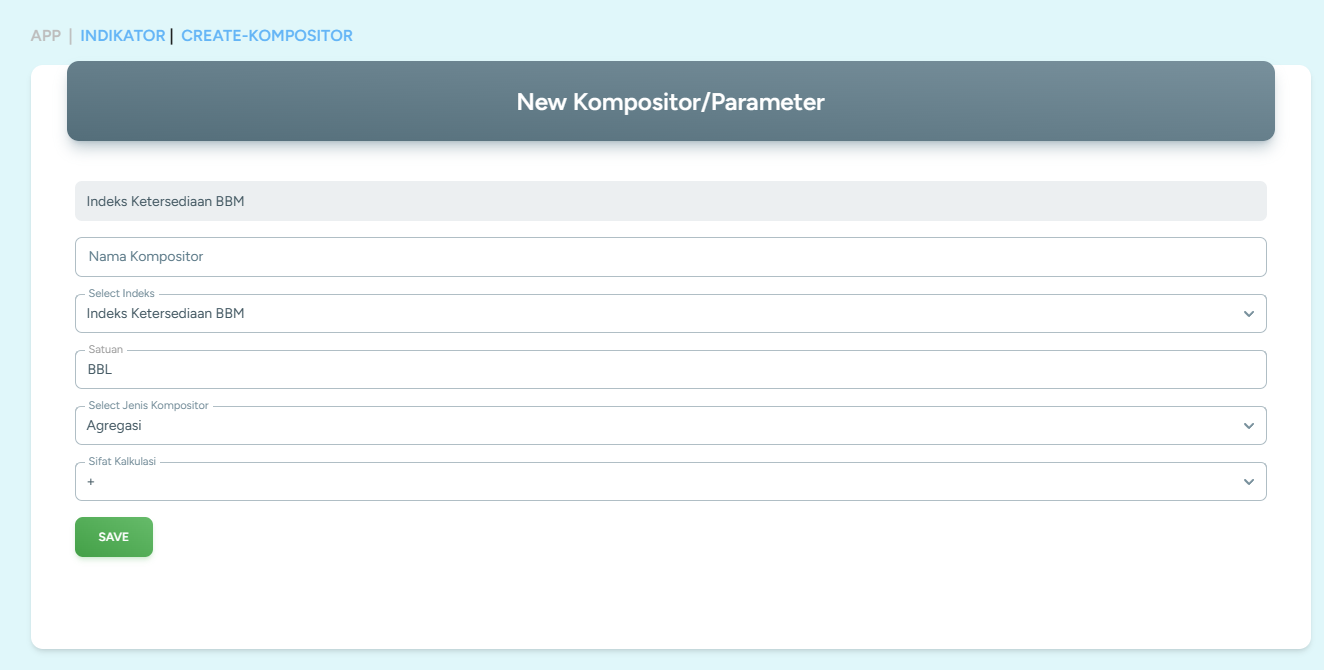 APP | INDIKATOR | CREATE-KOMPOSITOR
New Kompositor/Parameter
Indeks Ketersediaan BBM
Nama Kompositor
Select Indeks
Indeks Ketersediaan BBM
Satuan
BBL
Select Jenis Kompositor
Agregasi
Sifat Kalkulasi
+
SAVE